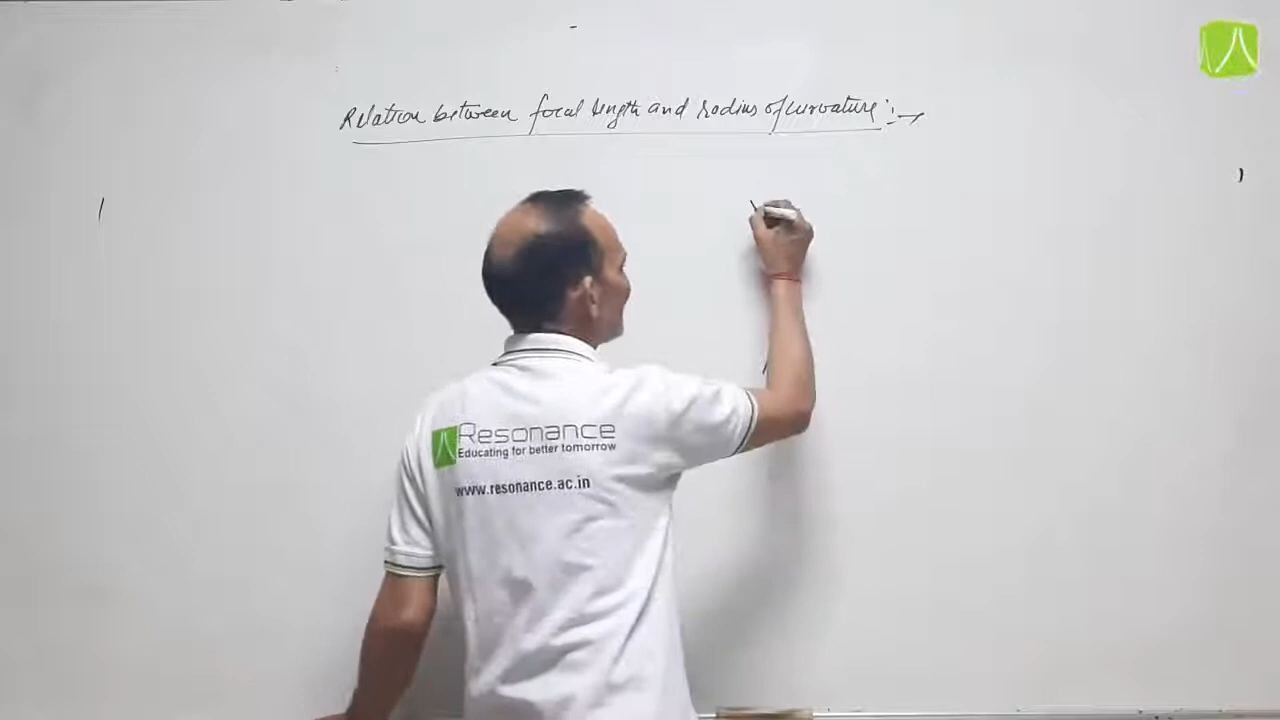 Relation between focal length and radius of curvature :→
Resonance
Educating for better tomorrow
www.resonance.ac.in